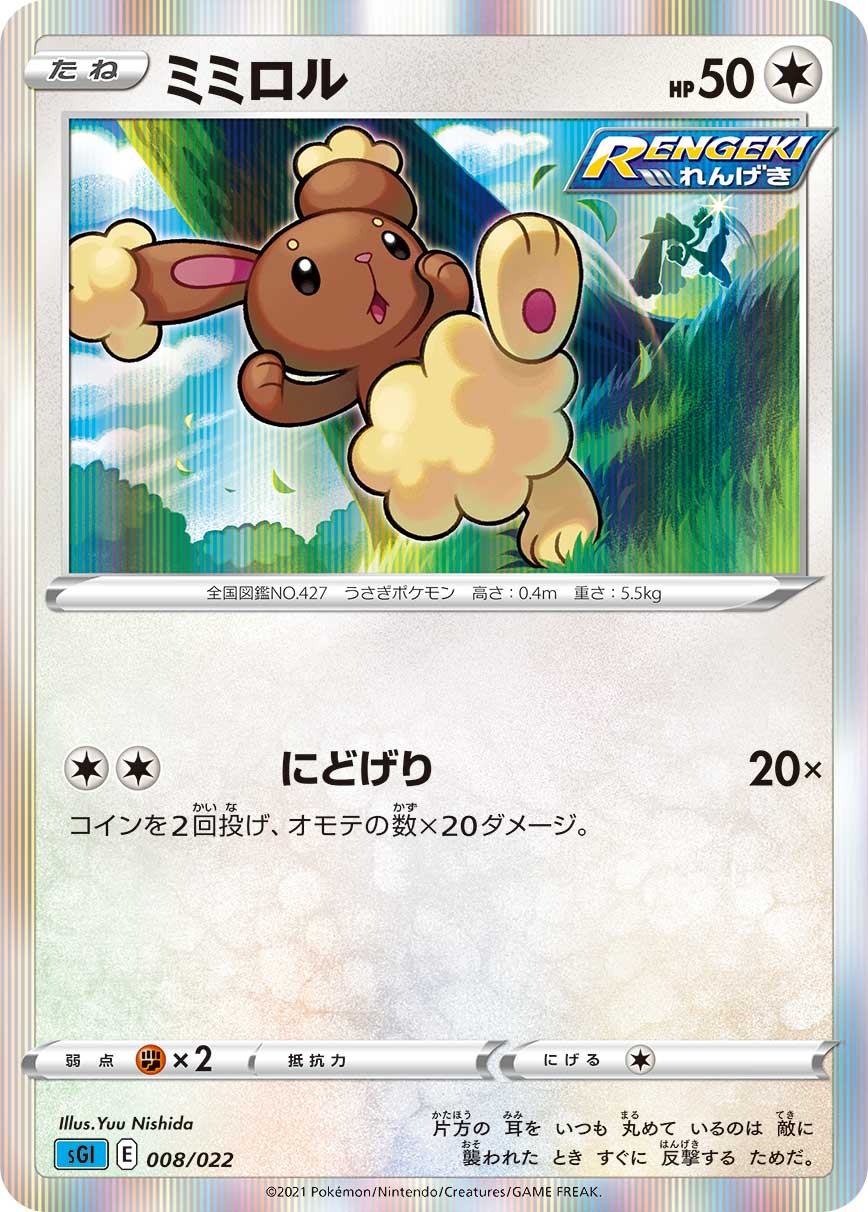 たね ミミロル HP50
RENGEKI
れんげき
全国図鑑NO.427 うさぎポケモン 高さ:0.4m 重さ:5.5kg
にどげり 20×
コインを2回投げ、オモテの数×20ダメージ。
弱点 ×2 抵抗力 にげる
Illus.Yuu Nishida
sGI E 008/022
片方の 耳を いつも 丸めて いるのは 敵に
襲われた とき すぐに 反撃する ためだ。
©2021 Pokémon/Nintendo/Creatures/GAME FREAK.